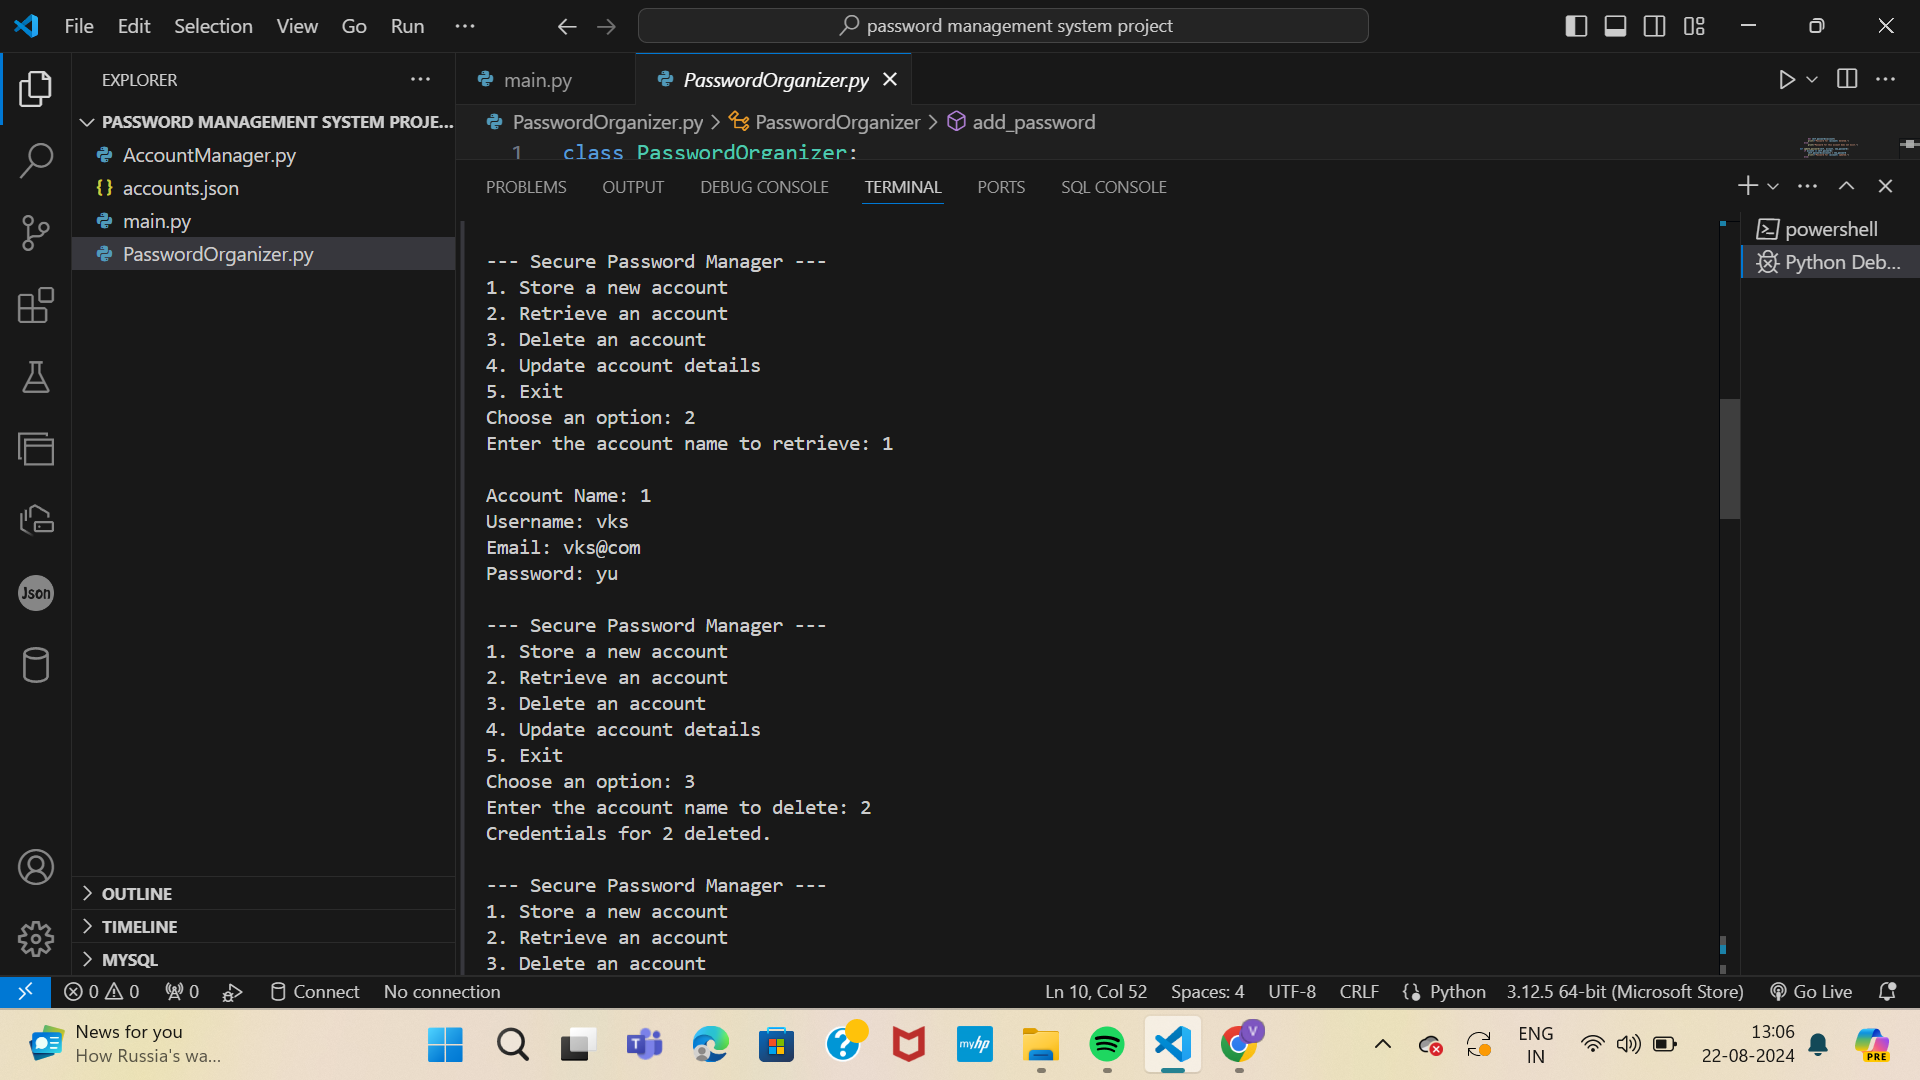 File Edit Selection View Go Run ···
password management system project
EXPLORER ···
PASSWORD MANAGEMENT SYSTEM PROJE...
AccountManager.py
{} accounts.json
main.py
PasswordOrganizer.py
OUTLINE
TIMELINE
MYSQL
main.py PasswordOrganizer.py
PasswordOrganizer.py > PasswordOrganizer > add_password
1 class PasswordOrganizer:
PROBLEMS OUTPUT DEBUG CONSOLE TERMINAL PORTS SQL CONSOLE
powershell
Python Deb...
--- Secure Password Manager ---
1. Store a new account
2. Retrieve an account
3. Delete an account
4. Update account details
5. Exit
Choose an option: 2
Enter the account name to retrieve: 1
Account Name: 1
Username: vks
Email: vks@com
Password: yu
--- Secure Password Manager ---
1. Store a new account
2. Retrieve an account
3. Delete an account
4. Update account details
5. Exit
Choose an option: 3
Enter the account name to delete: 2
Credentials for 2 deleted.
--- Secure Password Manager ---
1. Store a new account
2. Retrieve an account
3. Delete an account
Json
0 0 0 Connect No connection Ln 10, Col 52 Spaces: 4 UTF-8 CRLF Python 3.12.5 64-bit (Microsoft Store) Go Live
News for you
How Russia's wa...
T
?
myhp
V
ENG
IN
13:06
22-08-2024
PRE